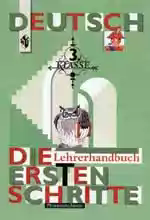 DEUTSCH
3.
KLASSE
Lehrerhandbuch
DIE
ERSTEN
SCHRITTE